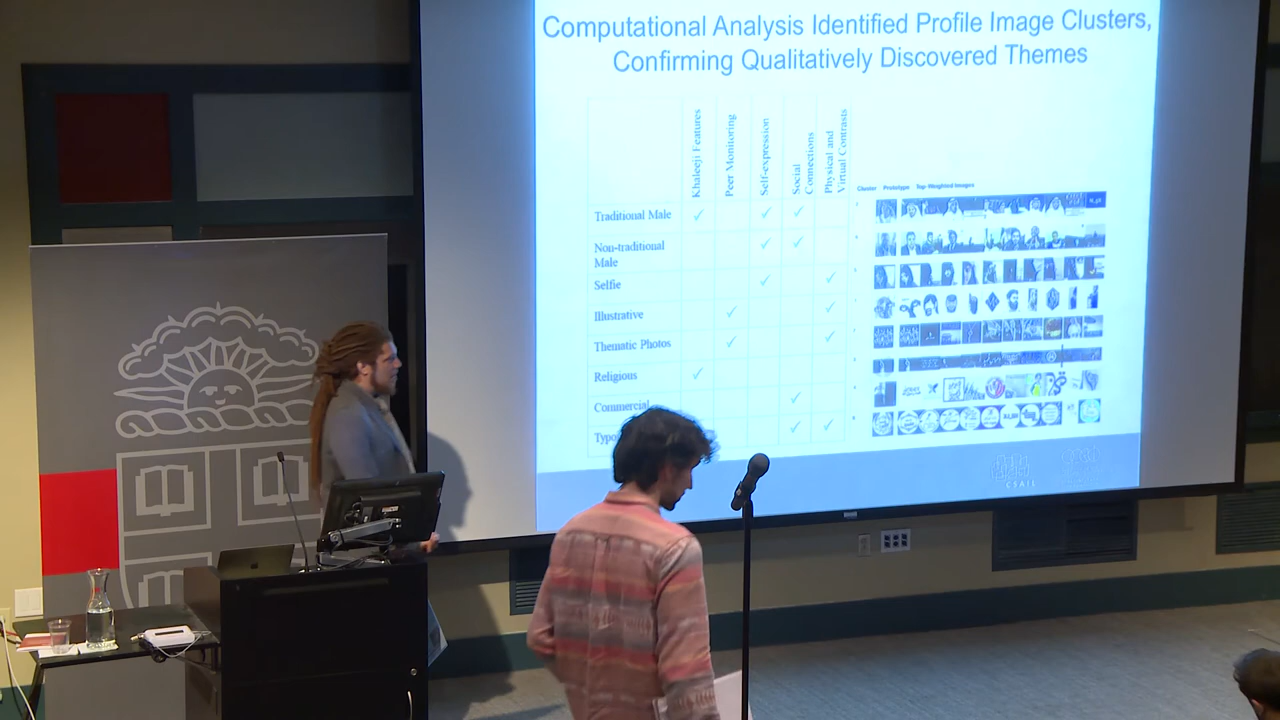 Computational Analysis Identified Profile Image Clusters,
Confirming Qualitatively Discovered Themes
Khaleeji Features
Peer Monitoring
Self-expression
Social
Connections
Physical and
Virtual Contrasts
Cluster Prototype Top-Weighted Images
Traditional Male
Non-traditional
Male
Selfie
Illustrative
Thematic Photos
Religious
Commercial
CSAIL